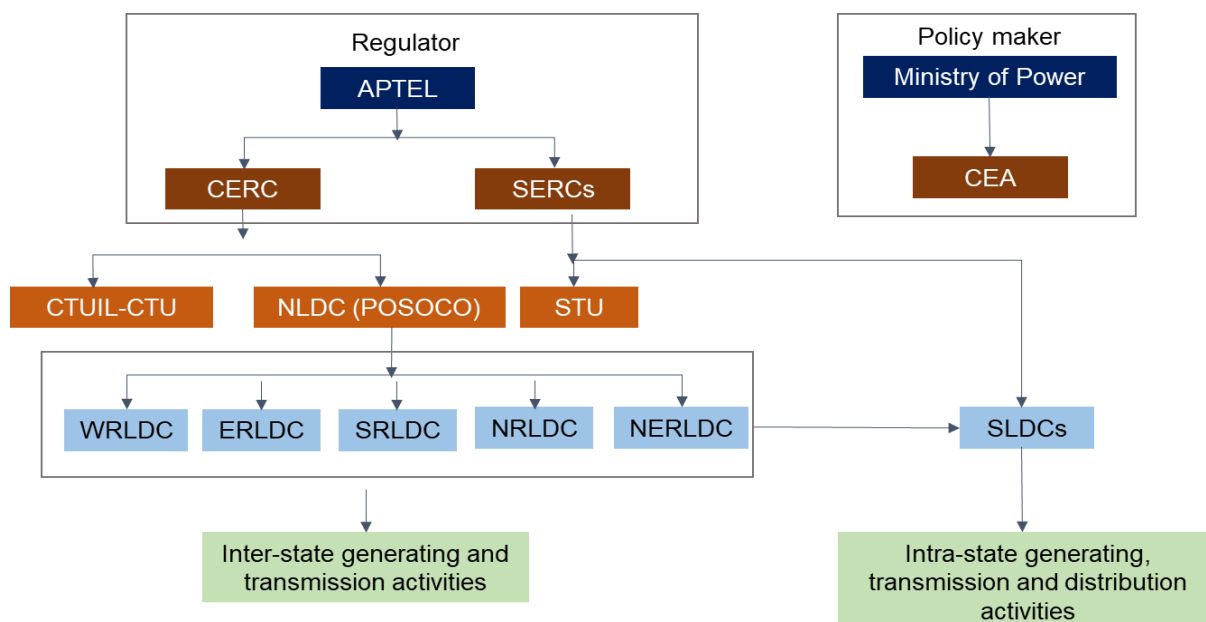 Regulator
APTEL
CERC
SERCs
Policy maker
Ministry of Power
CEA
CTUIL-CTU
NLDC (POSOCO)
STU
WRLDC
ERLDC
SRLDC
NRLDC
NERLDC
SLDCs
Inter-state generating and
transmission activities
Intra-state generating,
transmission and distribution
activities